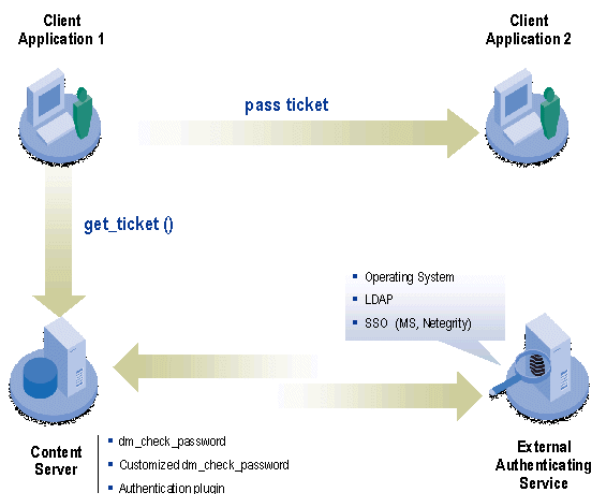 Client
Application 1
Client
Application 2
pass ticket
get_ticket ()
▪ Operating System
▪ LDAP
▪ SSO (MS, Netegrity)
Content
Server
▪ dm_check_password
▪ Customized dm_check_password
▪ Authentication plugin
External
Authenticating
Service